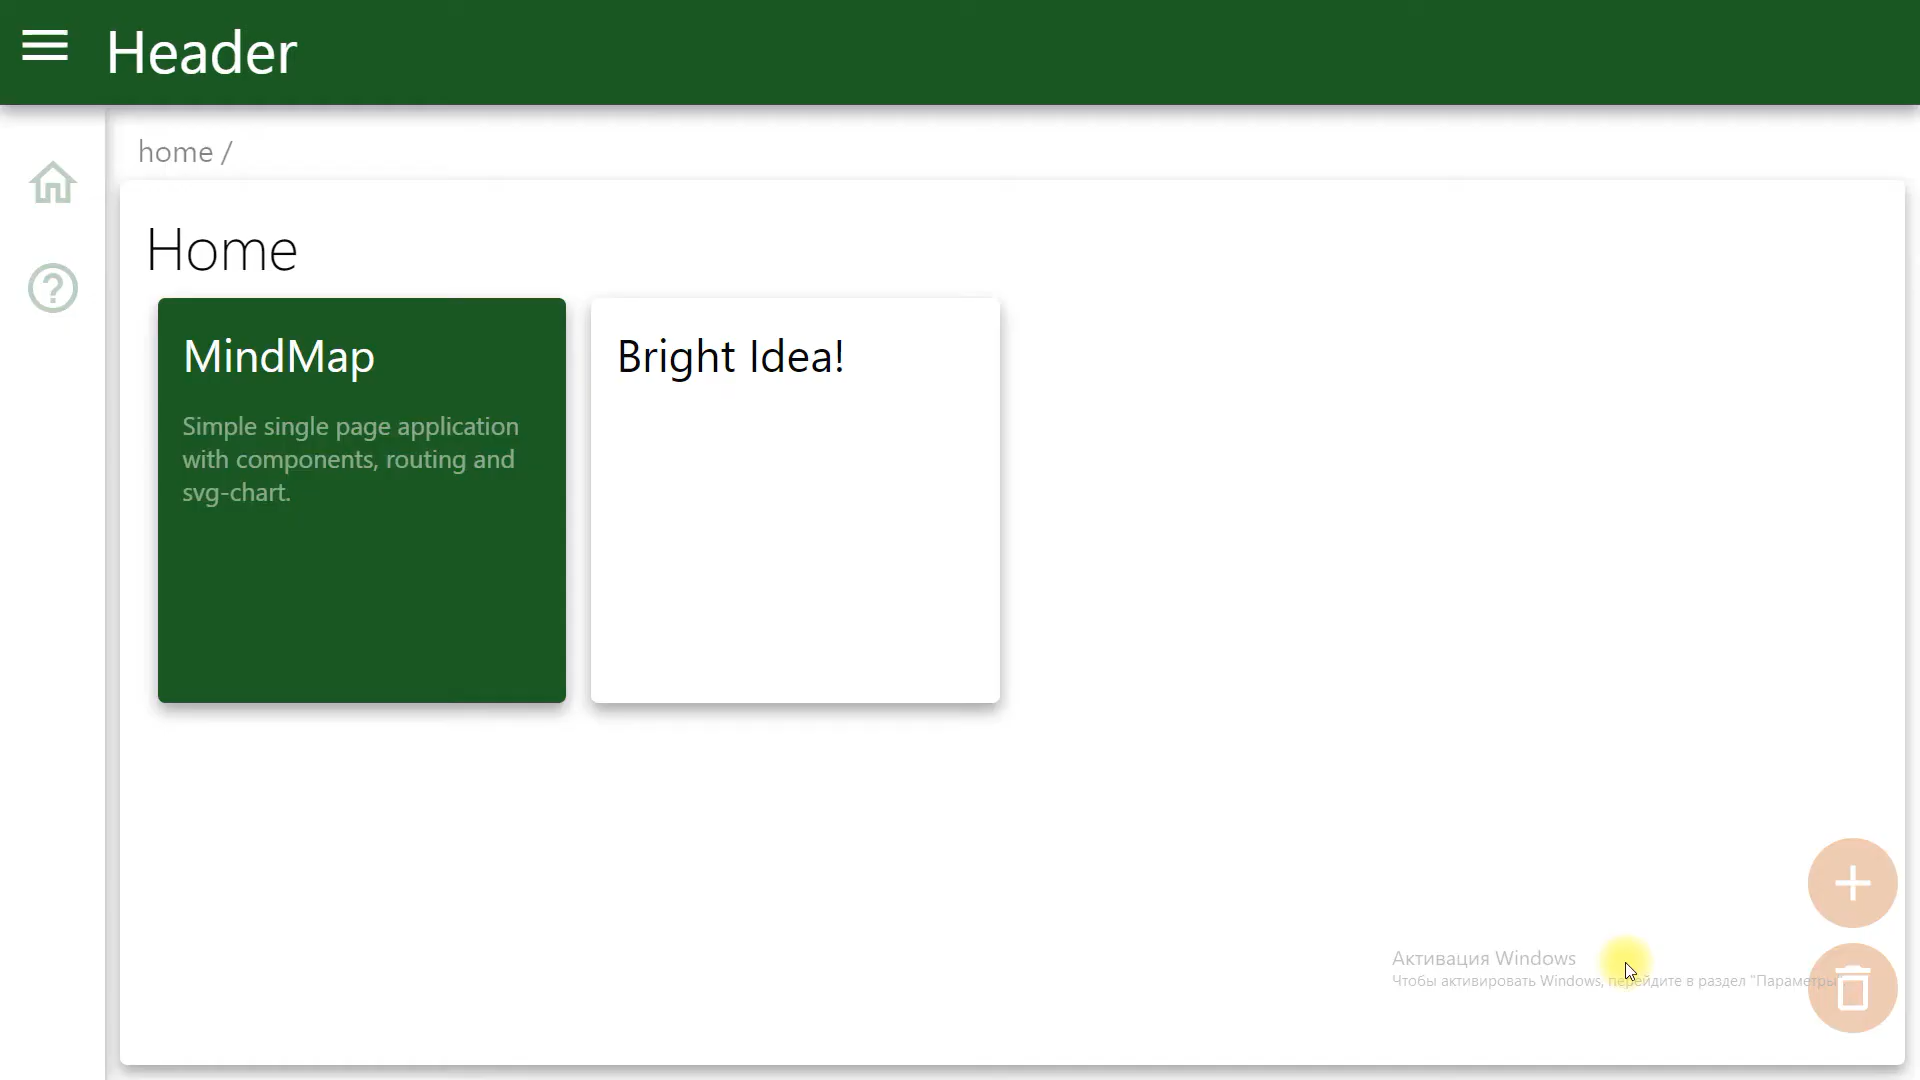 Header
home /
Home
MindMap
Simple single page application
with components, routing and
svg-chart.
Bright Idea!
Активация Windows
Чтобы активировать Windows, перейдите в раздел "Параметры